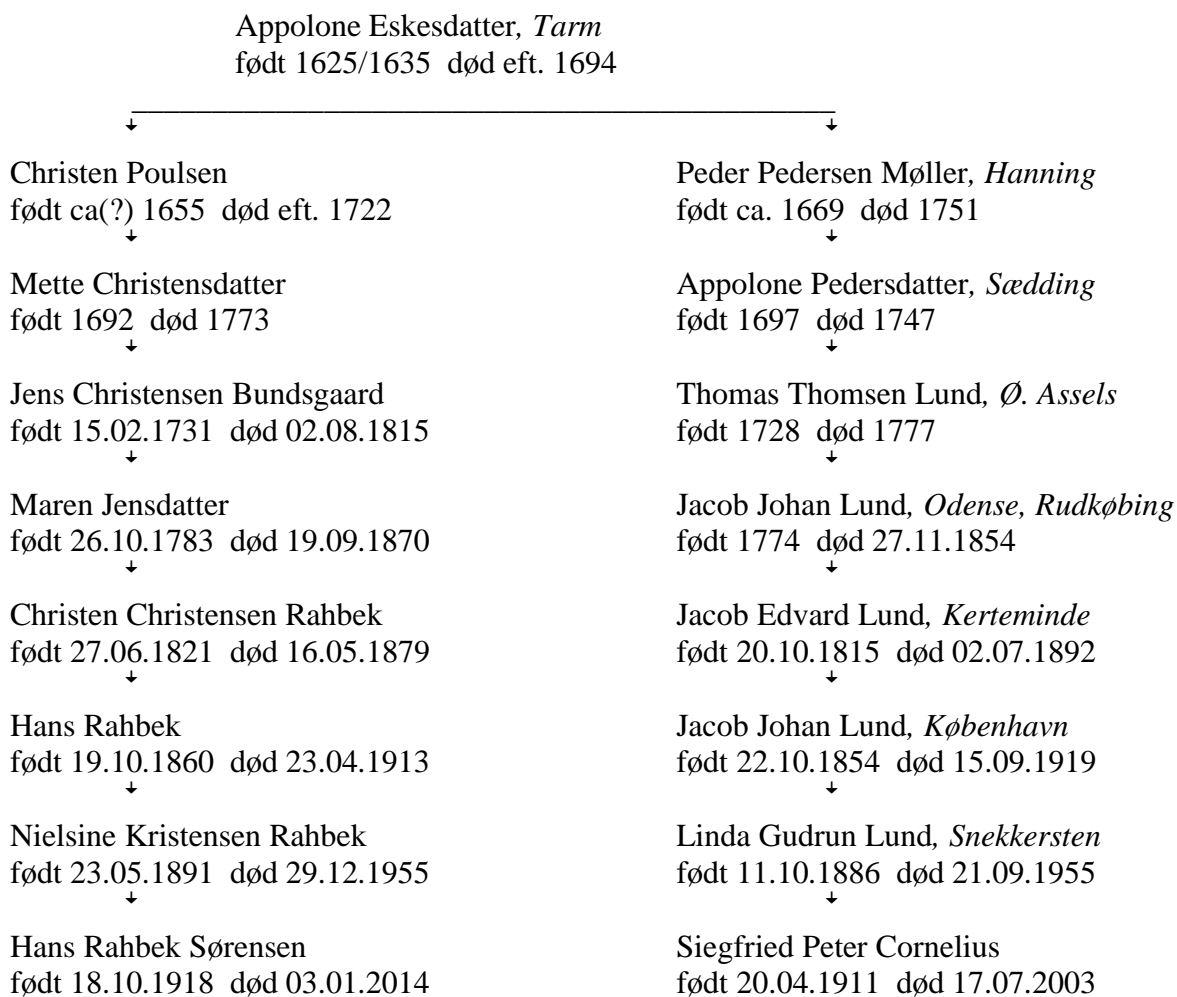 Appolone Eskesdatter, Tarm
født 1625/1635 død eft. 1694
Christen Poulsen
født ca(?) 1655 død eft. 1722
Peder Pedersen Møller, Hanning
født ca. 1669 død 1751
Mette Christensdatter
født 1692 død 1773
Appolone Pedersdatter, Sædding
født 1697 død 1747
Jens Christensen Bundsgaard
født 15.02.1731 død 02.08.1815
Thomas Thomsen Lund, Ø. Assels
født 1728 død 1777
Maren Jensdatter
født 26.10.1783 død 19.09.1870
Jacob Johan Lund, Odense, Rudkøbing
født 1774 død 27.11.1854
Christen Christensen Rahbek
født 27.06.1821 død 16.05.1879
Jacob Edvard Lund, Kerteminde
født 20.10.1815 død 02.07.1892
Hans Rahbek
født 19.10.1860 død 23.04.1913
Jacob Johan Lund, København
født 22.10.1854 død 15.09.1919
Nielsine Kristensen Rahbek
født 23.05.1891 død 29.12.1955
Linda Gudrun Lund, Snekkersten
født 11.10.1886 død 21.09.1955
Hans Rahbek Sørensen
født 18.10.1918 død 03.01.2014
Siegfried Peter Cornelius
født 20.04.1911 død 17.07.2003